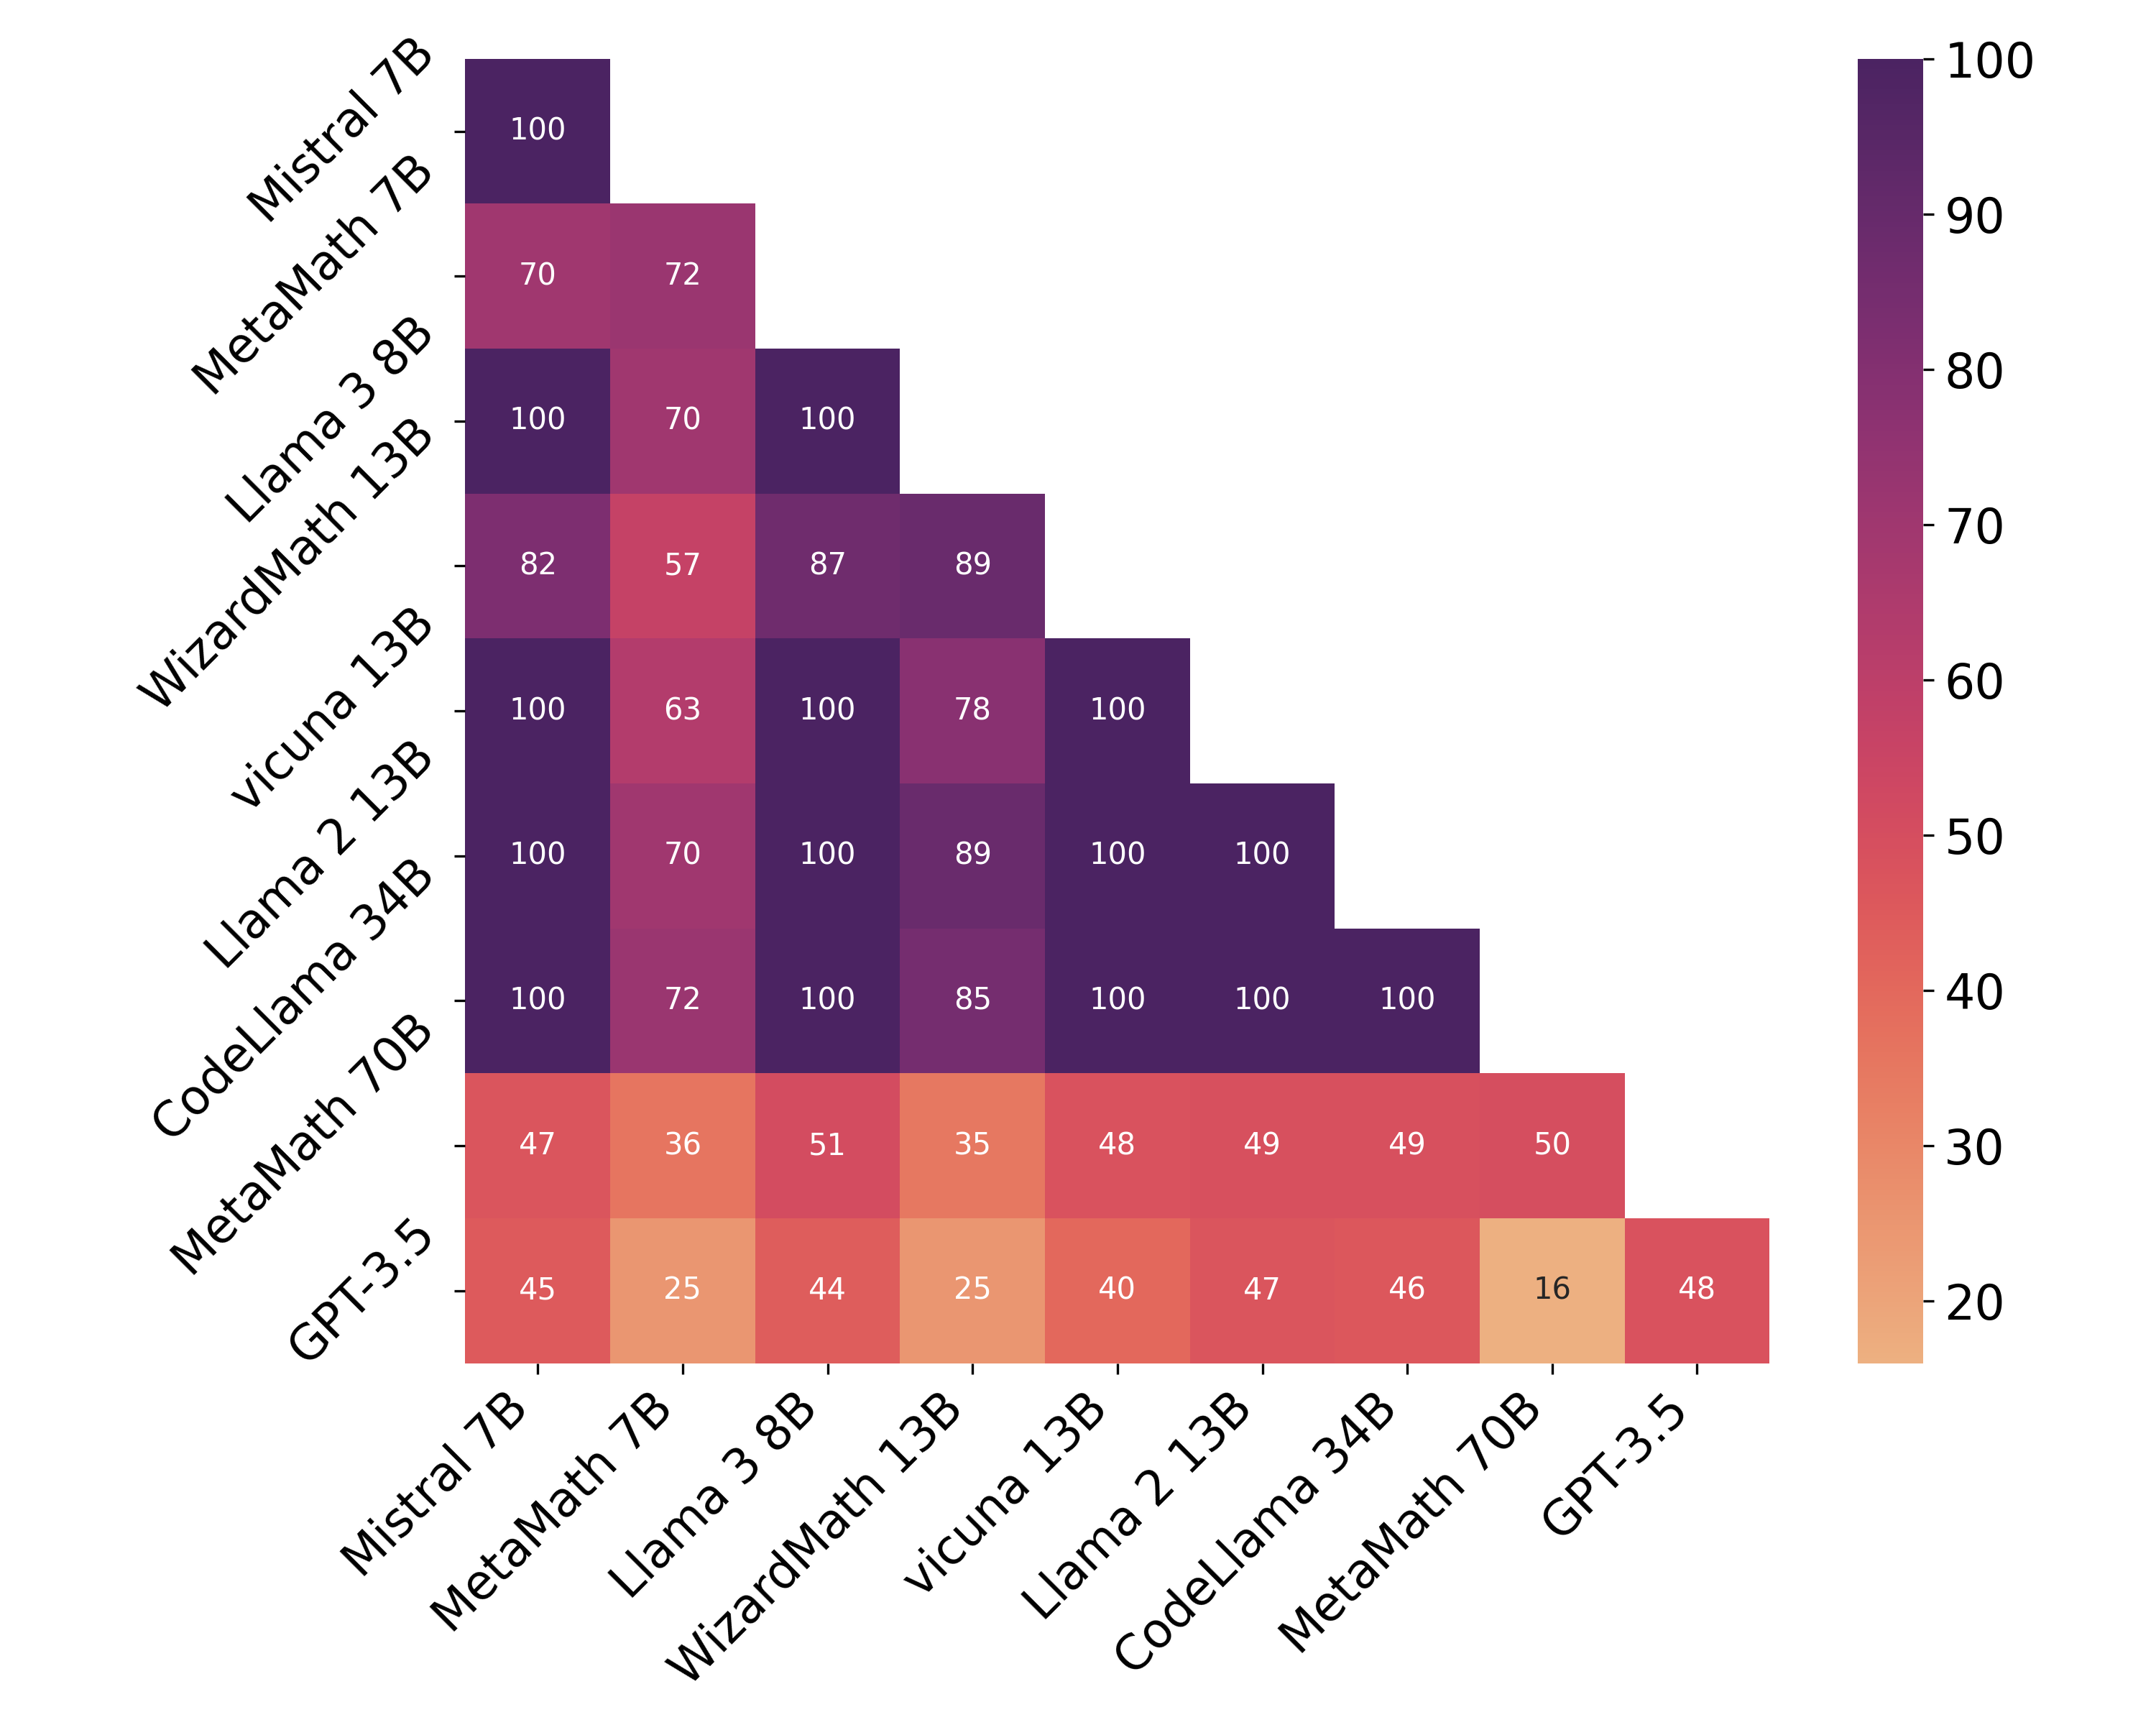 Mistral 7B 100
MetaMath 7B 70 72
Llama 3 8B 100 70 100
WizardMath 13B 82 57 87 89
vicuna 13B 100 63 100 78 100
Llama 2 13B 100 70 100 89 100 100
CodeLlama 34B 100 72 100 85 100 100 100
MetaMath 70B 47 36 51 35 48 49 49 50
GPT-3.5 45 25 44 25 40 47 46 16 48
Mistral 7B
MetaMath 7B
Llama 3 8B
WizardMath 13B
vicuna 13B
Llama 2 13B
CodeLlama 34B
MetaMath 70B
GPT-3.5
100
90
80
70
60
50
40
30
20